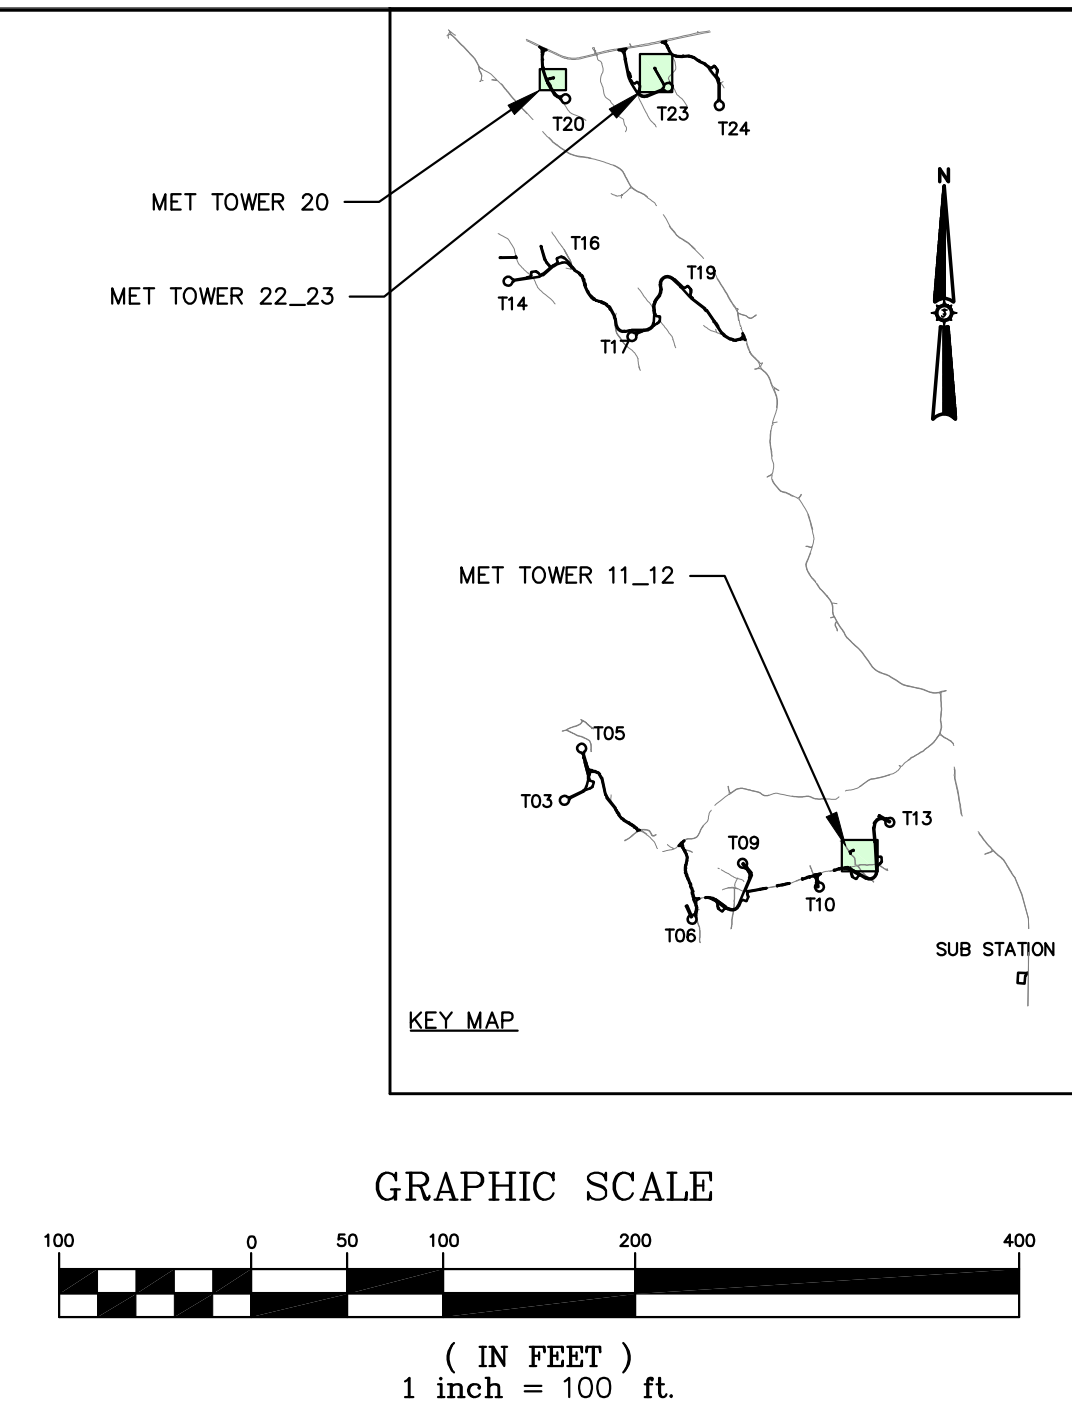 T20
T23
T24
N
MET TOWER 20
T16
T19
MET TOWER 22_23
T14
T17
MET TOWER 11_12
T05
T03
T13
T09
T10
T06
SUB STATION
KEY MAP
GRAPHIC SCALE
100 0 50 100 200 400
( IN FEET )
1 inch = 100 ft.